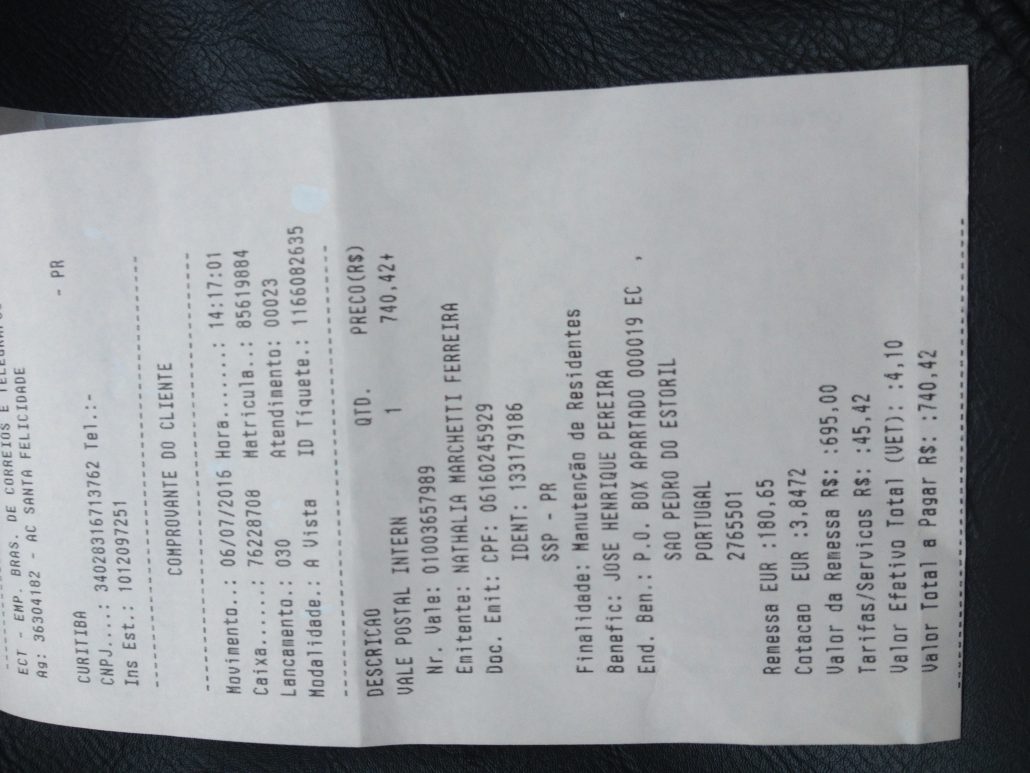 ECT - EMP. BRAS. DE CORREIOS E
Ag: 36304182 - AC SANTA FELICIDADE
- PR
CURITIBA
CNPJ....: 34028316713762 Tel.:-
Ins Est.: 1012097251
COMPROVANTE DO CLIENTE
Movimento..: 06/07/2016 Hora.......: 14:17:01
Caixa......: 76228708 Matricula..: 85619884
Lancamento.: 030 Atendimento: 00023
Modalidade.: A Vista ID Tiquete.: 1166082635
DESCRICAO QTD. PRECO(R$)
VALE POSTAL INTERN 1 740,42+
Nr. Vale: 01003657989
Emitente: NATHALIA MARCHETTI FERREIRA
Doc. Emit: CPF: 06160245929
IDENT: 133179186
SSP - PR
Finalidade: Manutenção de Residentes
Benefic: JOSE HENRIQUE PEREIRA
End. Ben.: P.O. BOX APARTADO 000019 EC ,
SAO PEDRO DO ESTORIL
PORTUGAL
2765501
Remessa EUR :180,65
Cotacao EUR :3,8472
Valor da Remessa R$: :695,00
Tarifas/Servicos R$: :45,42
Valor Efetivo Total (VET): :4,10
Valor Total a Pagar R$: :740,42